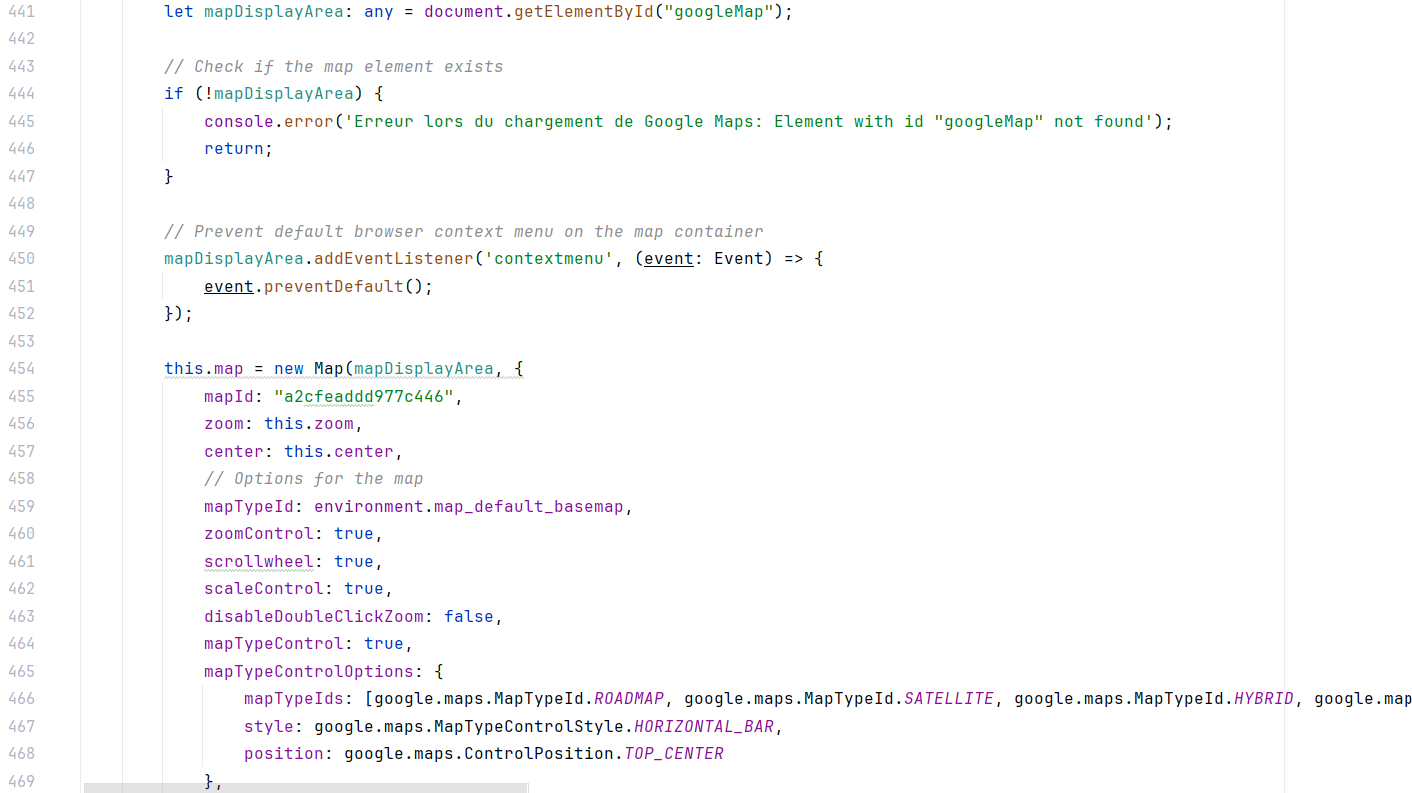 441 let mapDisplayArea: any = document.getElementById("googleMap");
442
443 // Check if the map element exists
444 if (!mapDisplayArea) {
445 console.error('Erreur lors du chargement de Google Maps: Element with id "googleMap" not found');
446 return;
447 }
448
449 // Prevent default browser context menu on the map container
450 mapDisplayArea.addEventListener('contextmenu', (event: Event) => {
451 event.preventDefault();
452 });
453
454 this.map = new Map(mapDisplayArea, {
455 mapId: "a2cfeaddd977c446",
456 zoom: this.zoom,
457 center: this.center,
458 // Options for the map
459 mapTypeId: environment.map_default_basemap,
460 zoomControl: true,
461 scrollwheel: true,
462 scaleControl: true,
463 disableDoubleClickZoom: false,
464 mapTypeControl: true,
465 mapTypeControlOptions: {
466 mapTypeIds: [google.maps.MapTypeId.ROADMAP, google.maps.MapTypeId.SATELLITE, google.maps.MapTypeId.HYBRID, google.map
467 style: google.maps.MapTypeControlStyle.HORIZONTAL_BAR,
468 position: google.maps.ControlPosition.TOP_CENTER
469 },